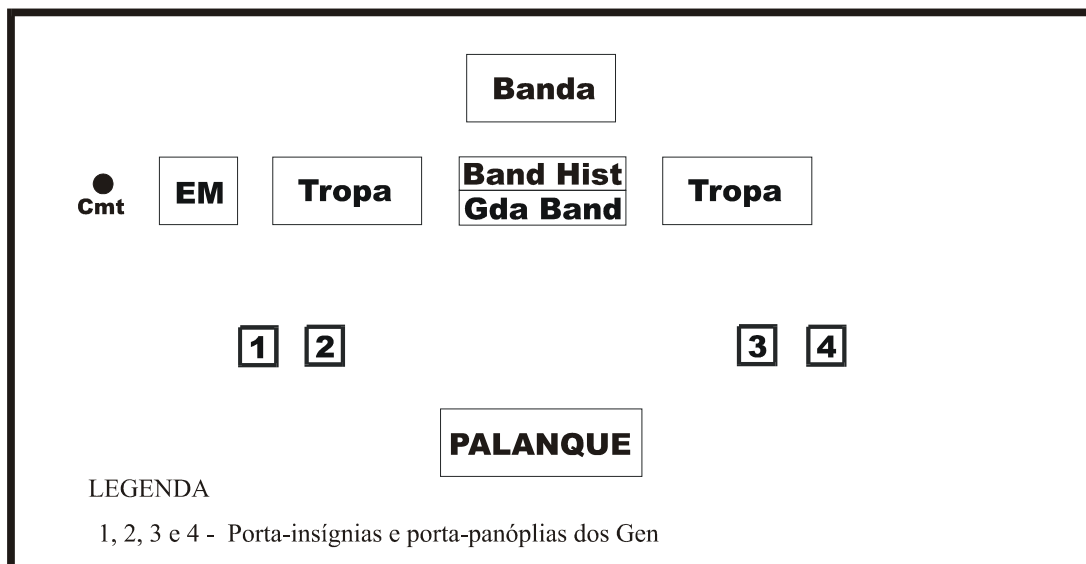 Banda
Band Hist
Cmt EM Tropa Gda Band Tropa
1 2 3 4
PALANQUE
LEGENDA
1, 2, 3 e 4 - Porta-insígnias e porta-panóplias dos Gen